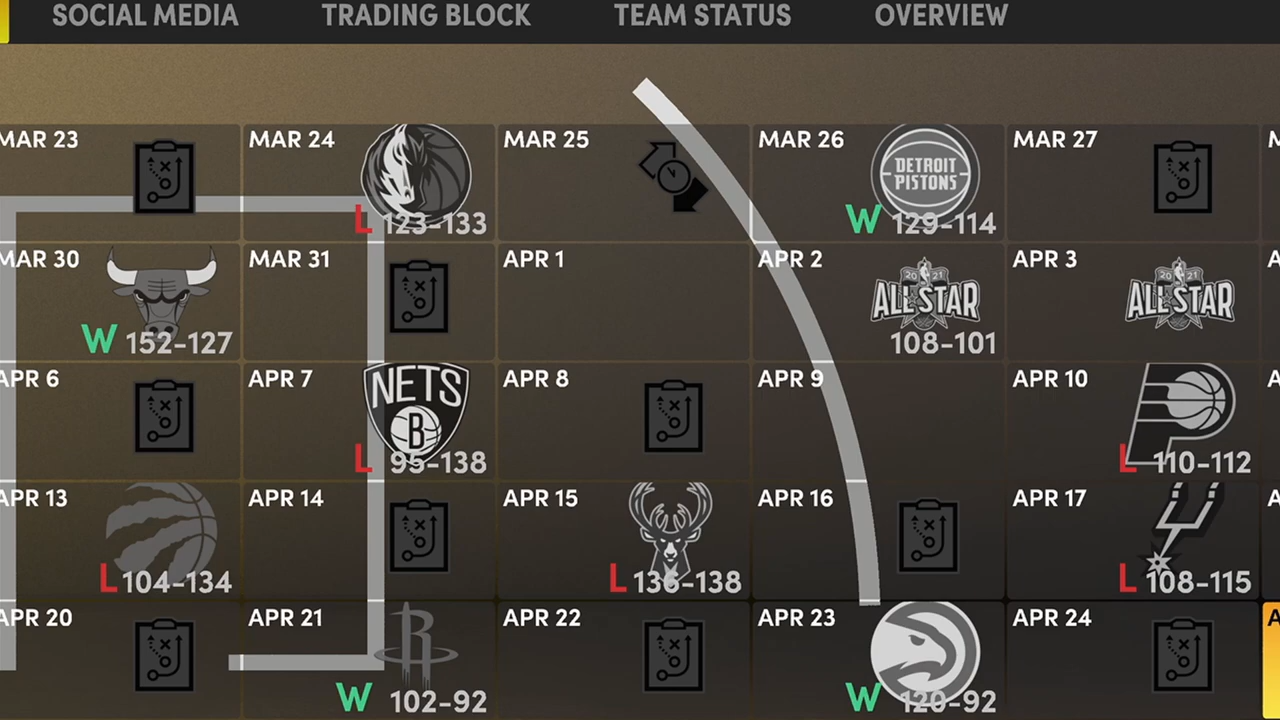 SOCIAL MEDIA TRADING BLOCK TEAM STATUS OVERVIEW
MAR 23 MAR 24 MAR 25 MAR 26 DETROIT PISTONS MAR 27
L 123-133 W 129-114
MAR 30 MAR 31 APR 1 APR 2 2021 ALL STAR APR 3 2021 ALL STAR
W 152-127 108-101
APR 6 APR 7 NETS B APR 8 APR 9 APR 10
L 95-138 L 110-112
APR 13 APR 14 APR 15 APR 16 APR 17
L 104-134 L 136-138 L 108-115
APR 20 APR 21 R APR 22 APR 23 APR 24
W 102-92 W 120-92